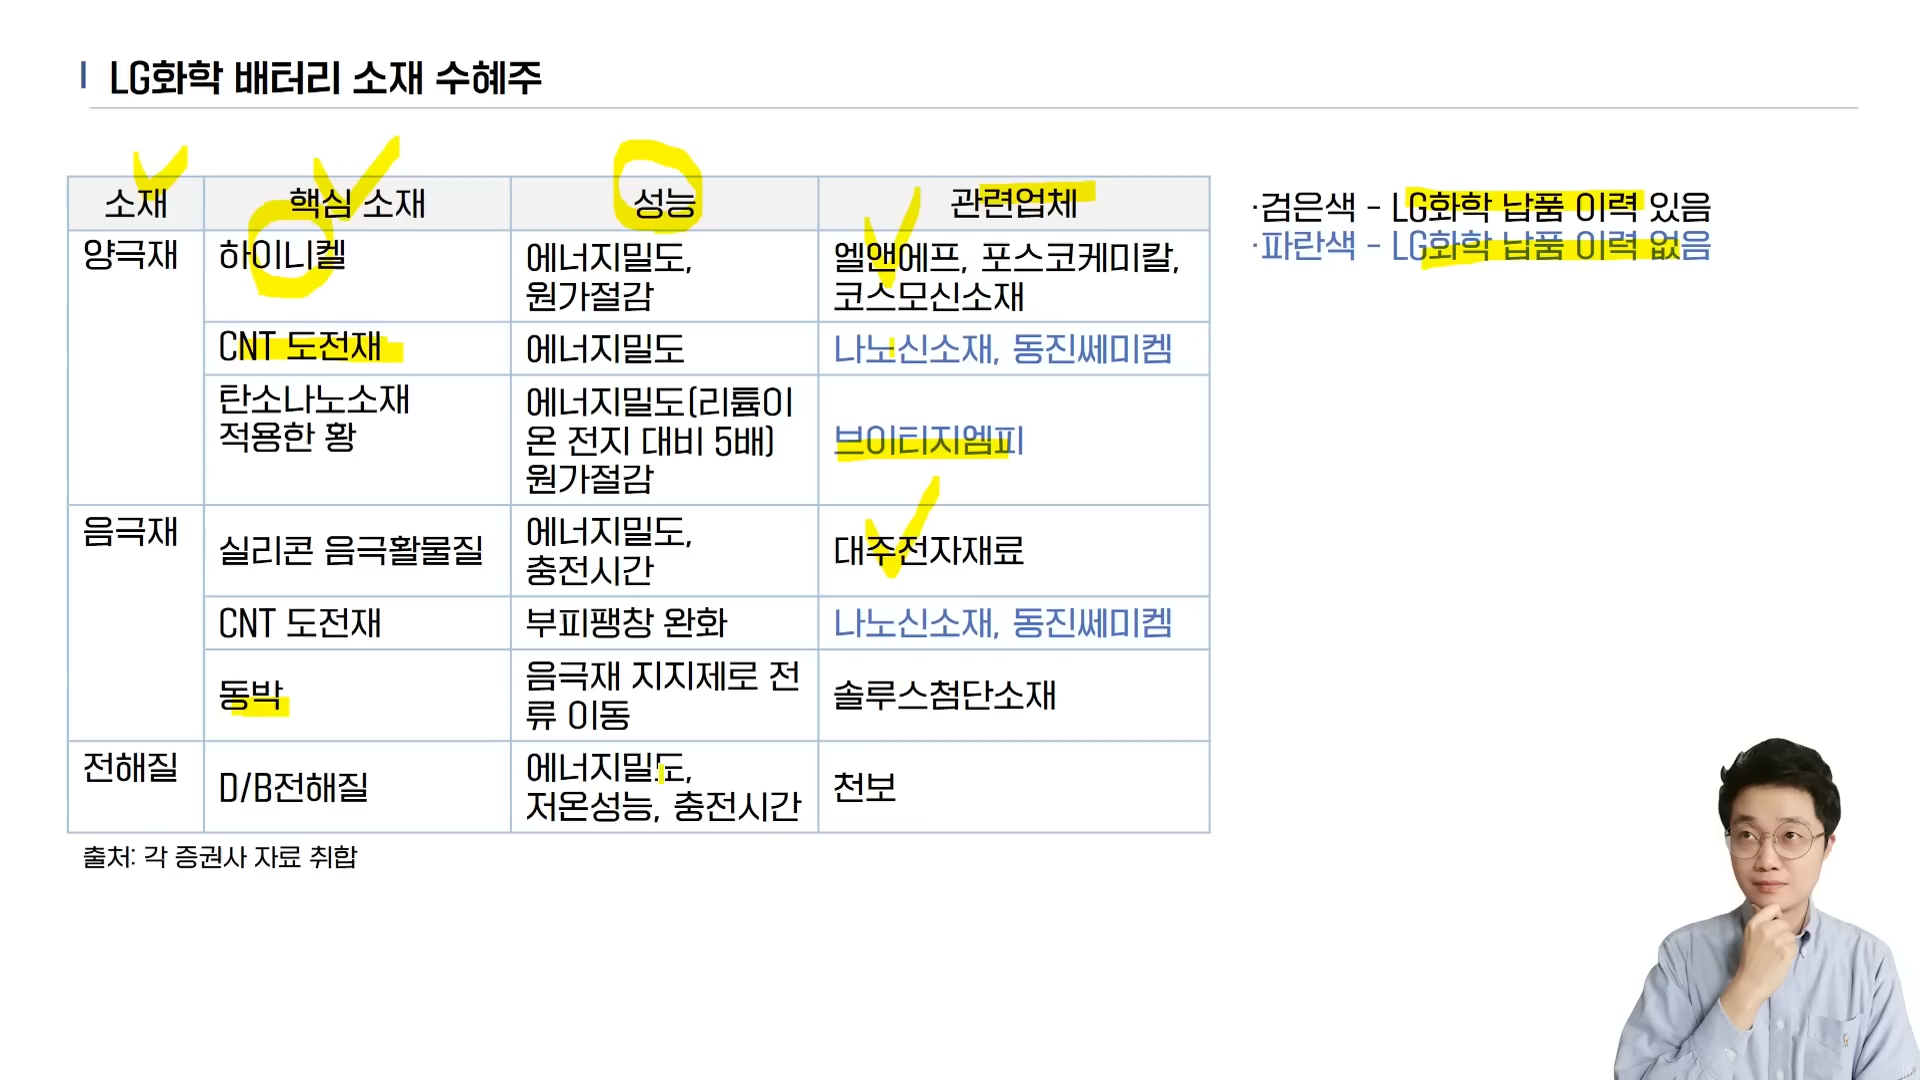 LG화학 배터리 소재 수혜주
소재 핵심 소재 성능 관련업체
양극재 하이니켈 에너지밀도,
원가절감 엘앤에프, 포스코케미칼,
코스모신소재
CNT 도전재 에너지밀도 나노신소재, 동진쎄미켐
탄소나노소재
적용한 황 에너지밀도(리튬이
온 전지 대비 5배)
원가절감 브이티지엠피
음극재 실리콘 음극활물질 에너지밀도,
충전시간 대주전자재료
CNT 도전재 부피팽창 완화 나노신소재, 동진쎄미켐
동박 음극재 지지제로 전
류 이동 솔루스첨단소재
전해질 D/B전해질 에너지밀도,
저온성능, 충전시간 천보
출처: 각 증권사 자료 취합
·검은색 - LG화학 납품 이력 있음
·파란색 - LG화학 납품 이력 없음